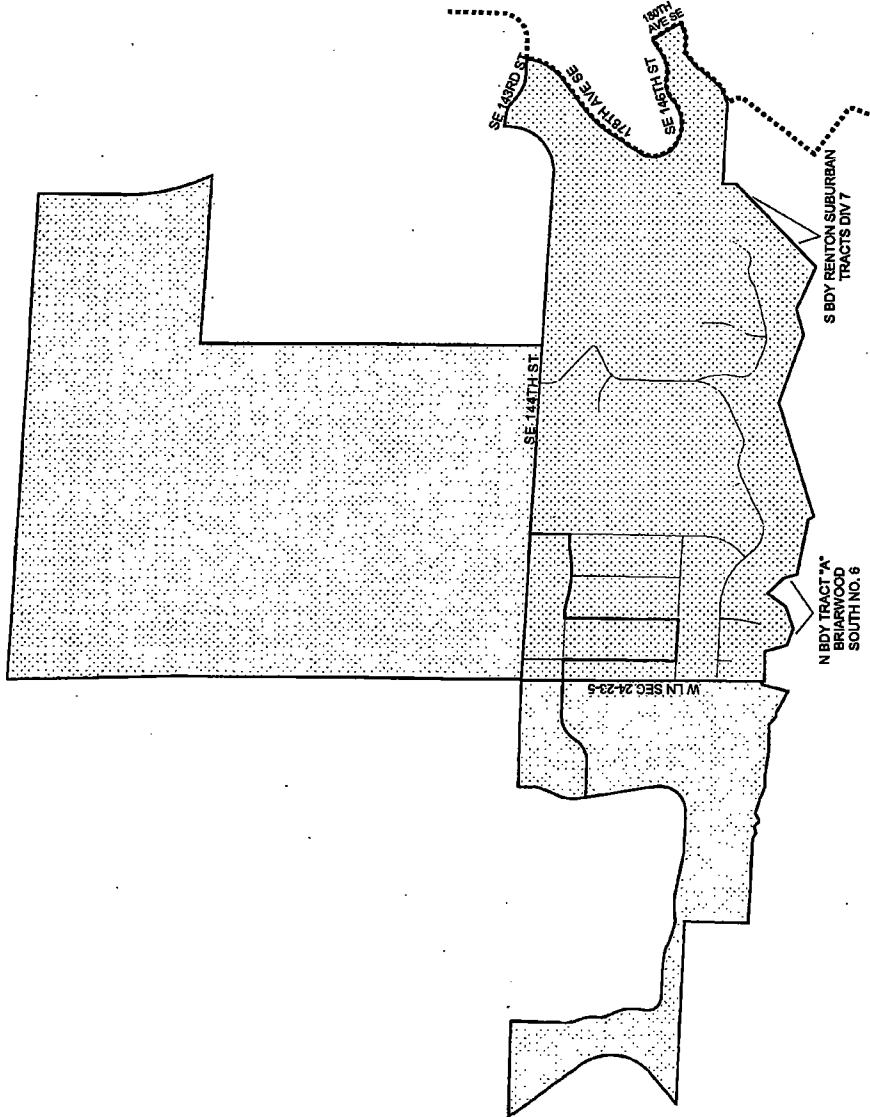 180TH
AVE SE
SE 143RD ST
178TH AVE SE
SE 146TH ST
S BDY RENTON SUBURBAN
TRACTS DIV 7
SE 144TH ST
N BDY TRACT "A"
BRIARWOOD
SOUTH NO. 6
W LN SEC 24-23-5